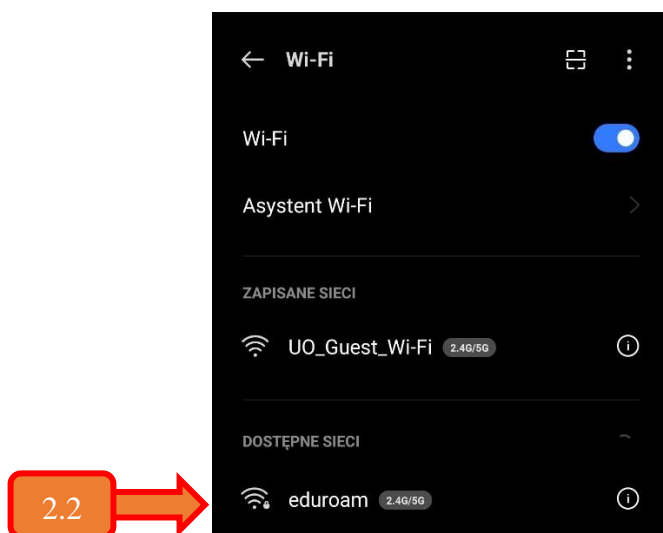 Wi-Fi
Wi-Fi
Asystent Wi-Fi
ZAPISANE SIECI
UO_Guest_Wi-Fi 2.4G/5G
DOSTĘPNE SIECI
2.2
eduroam 2.4G/5G